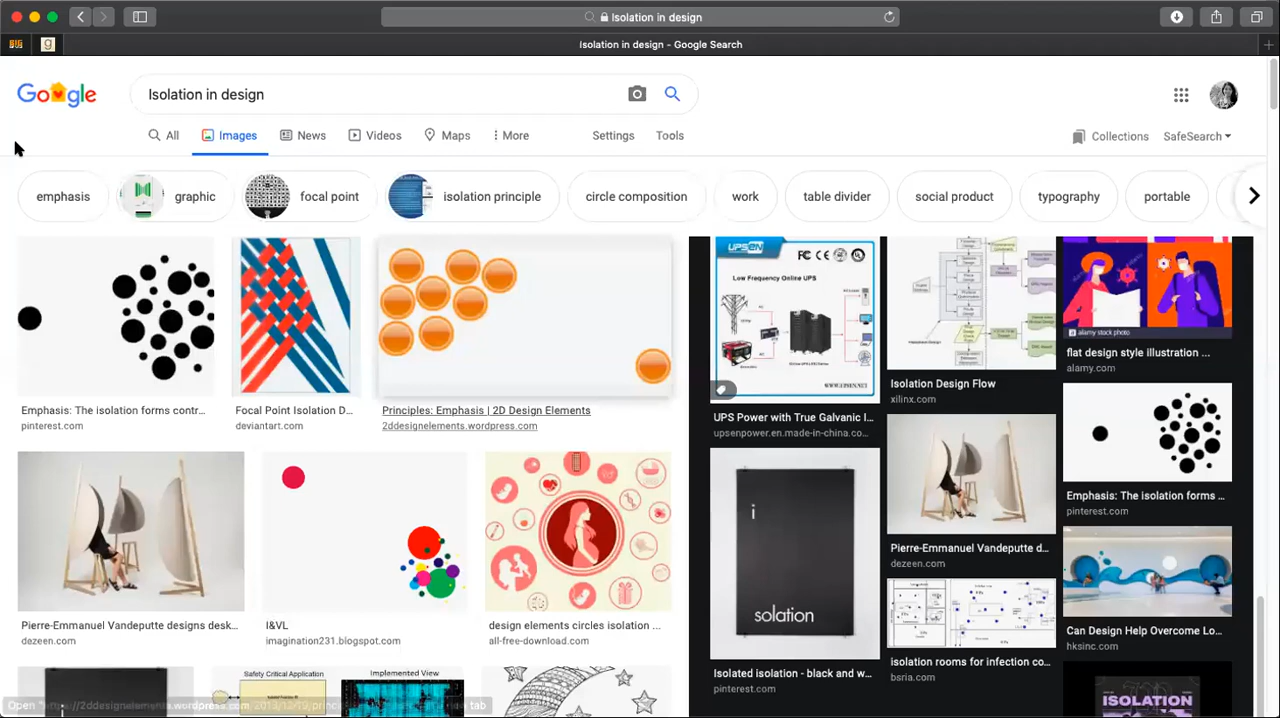 Isolation in design
Isolation in design - Google Search
Google
Isolation in design
All
Images
News
Videos
Maps
More
Settings
Tools
Collections
SafeSearch
emphasis
graphic
focal point
isolation principle
circle composition
work
table divider
social product
typography
portable
Emphasis: The isolation forms contr...
pinterest.com
Focal Point Isolation D...
deviantart.com
Principles: Emphasis | 2D Design Elements
2ddesignelements.wordpress.com
Pierre-Emmanuel Vandeputte designs desk...
dezeen.com
I&VL
imagination231.blogspot.com
design elements circles isolation ...
all-free-download.com
Safety Critical Application
Implemented View
UPSEN
Low Frequency Online UPS
WWW.UPSEN.NET
UPS Power with True Galvanic I...
upsenpower.en.made-in-china.co...
i
solation
Isolated isolation - black and w...
pinterest.com
Isolation Design Flow
xilinx.com
Pierre-Emmanuel Vandeputte d...
dezeen.com
isolation rooms for infection co...
bsria.com
alamy stock photo
flat design style illustration ...
alamy.com
Emphasis: The isolation forms ...
pinterest.com
Can Design Help Overcome Lo...
hksinc.com
ISOLATION